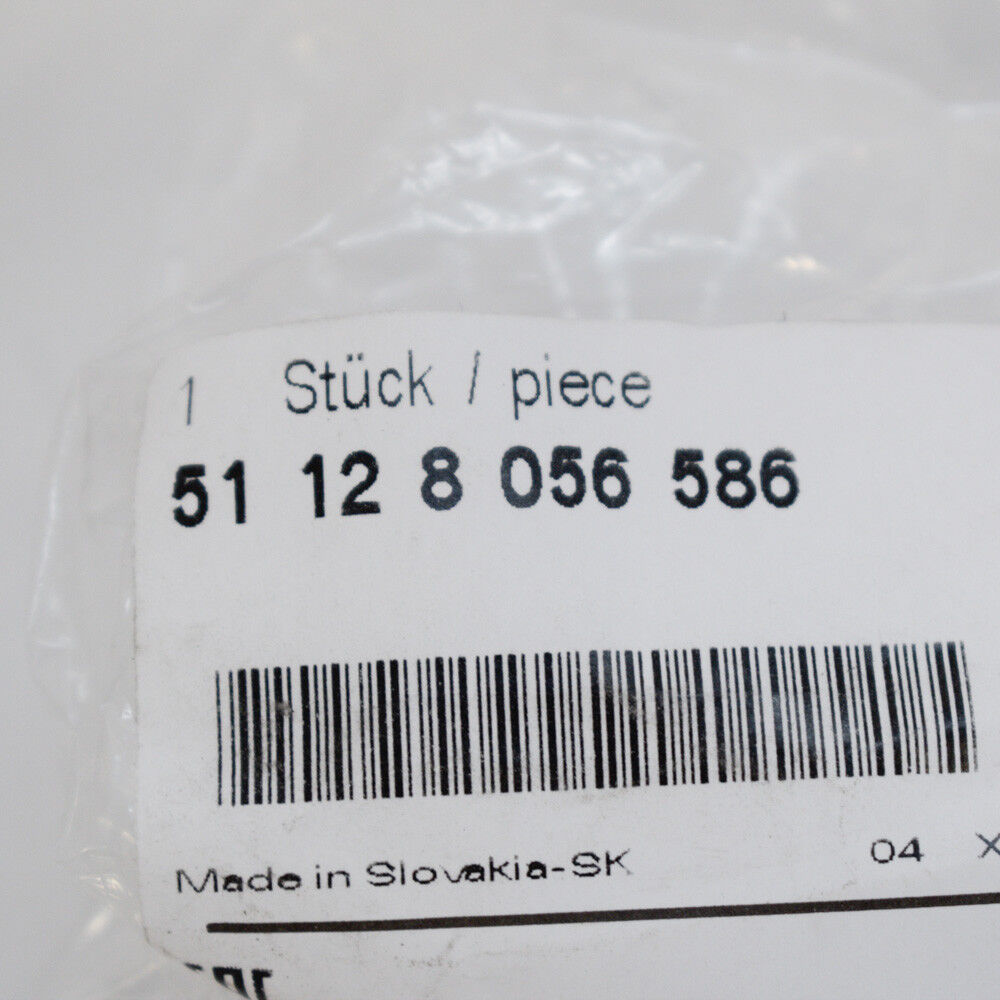 1 Stück / piece
51 12 8 056 586
Made in Slovakia-SK 04 X